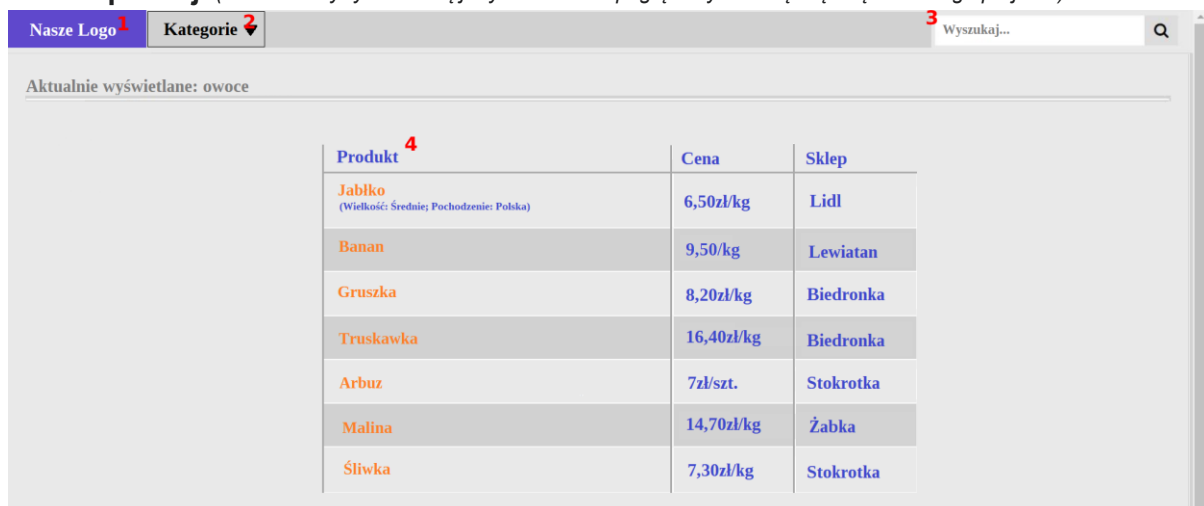 Nasze Logo 1 Kategorie 2 3 Wyszukaj...
Aktualnie wyświetlane: owoce
Produkt 4 Cena Sklep
Jabłko
(Wielkość: Średnie; Pochodzenie: Polska)
6,50zł/kg Lidl
Banan 9,50/kg Lewiatan
Gruszka 8,20zł/kg Biedronka
Truskawka 16,40zł/kg Biedronka
Arbuz 7zł/szt. Stokrotka
Malina 14,70zł/kg Żabka
Śliwka 7,30zł/kg Stokrotka